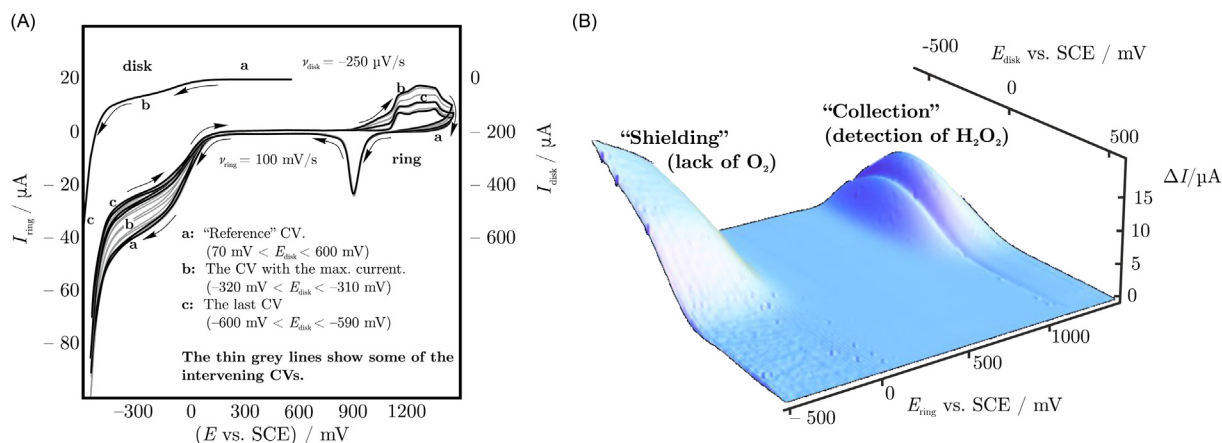 (A)
disk
a
b
ν_disk = –250 µV/s
20
0
– 20
– 40
– 60
– 80
I_ring / µA
0
– 200
– 400
– 600
I_disk / µA
b
c
a
ν_ring = 100 mV/s
ring
c
c
b
a
a: “Reference” CV.
(70 mV < E_disk < 600 mV)
b: The CV with the max. current.
(–320 mV < E_disk < –310 mV)
c: The last CV
(–600 mV < E_disk < –590 mV)
The thin grey lines show some of the
intervening CVs.
–300
0
300
600
900
1200
(E vs. SCE) / mV
(B)
-500
E_disk vs. SCE / mV
0
500
“Shielding”
(lack of O₂)
“Collection”
(detection of H₂O₂)
ΔI/µA
15
10
5
0
1000
500
0
– 500
E_ring vs. SCE / mV